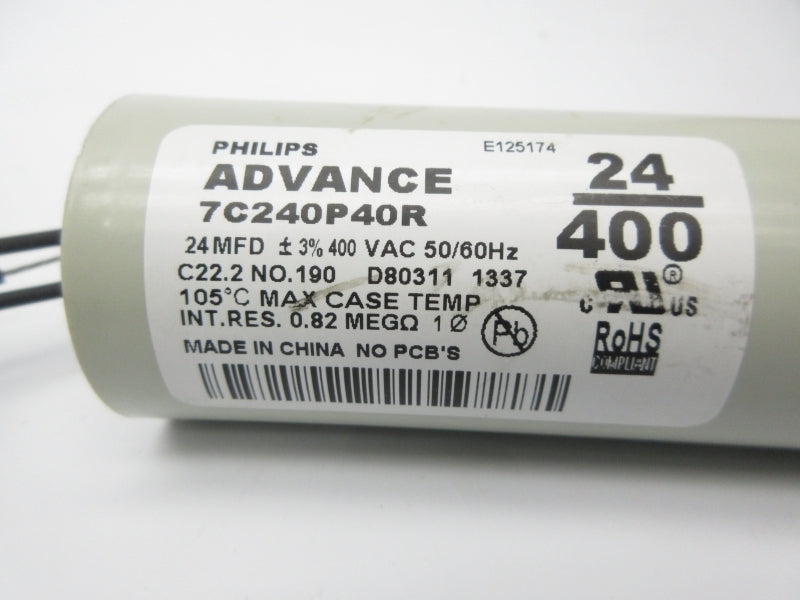 PHILIPS
E125174
ADVANCE
7C240P40R
24
400
24 MFD ± 3% 400 VAC 50/60Hz
C22.2 NO.190 D80311 1337
105°C MAX CASE TEMP
INT.RES. 0.82 MEGΩ 1 Ø
Pb
MADE IN CHINA NO PCB'S
C US ®
RoHS
COMPLIANT